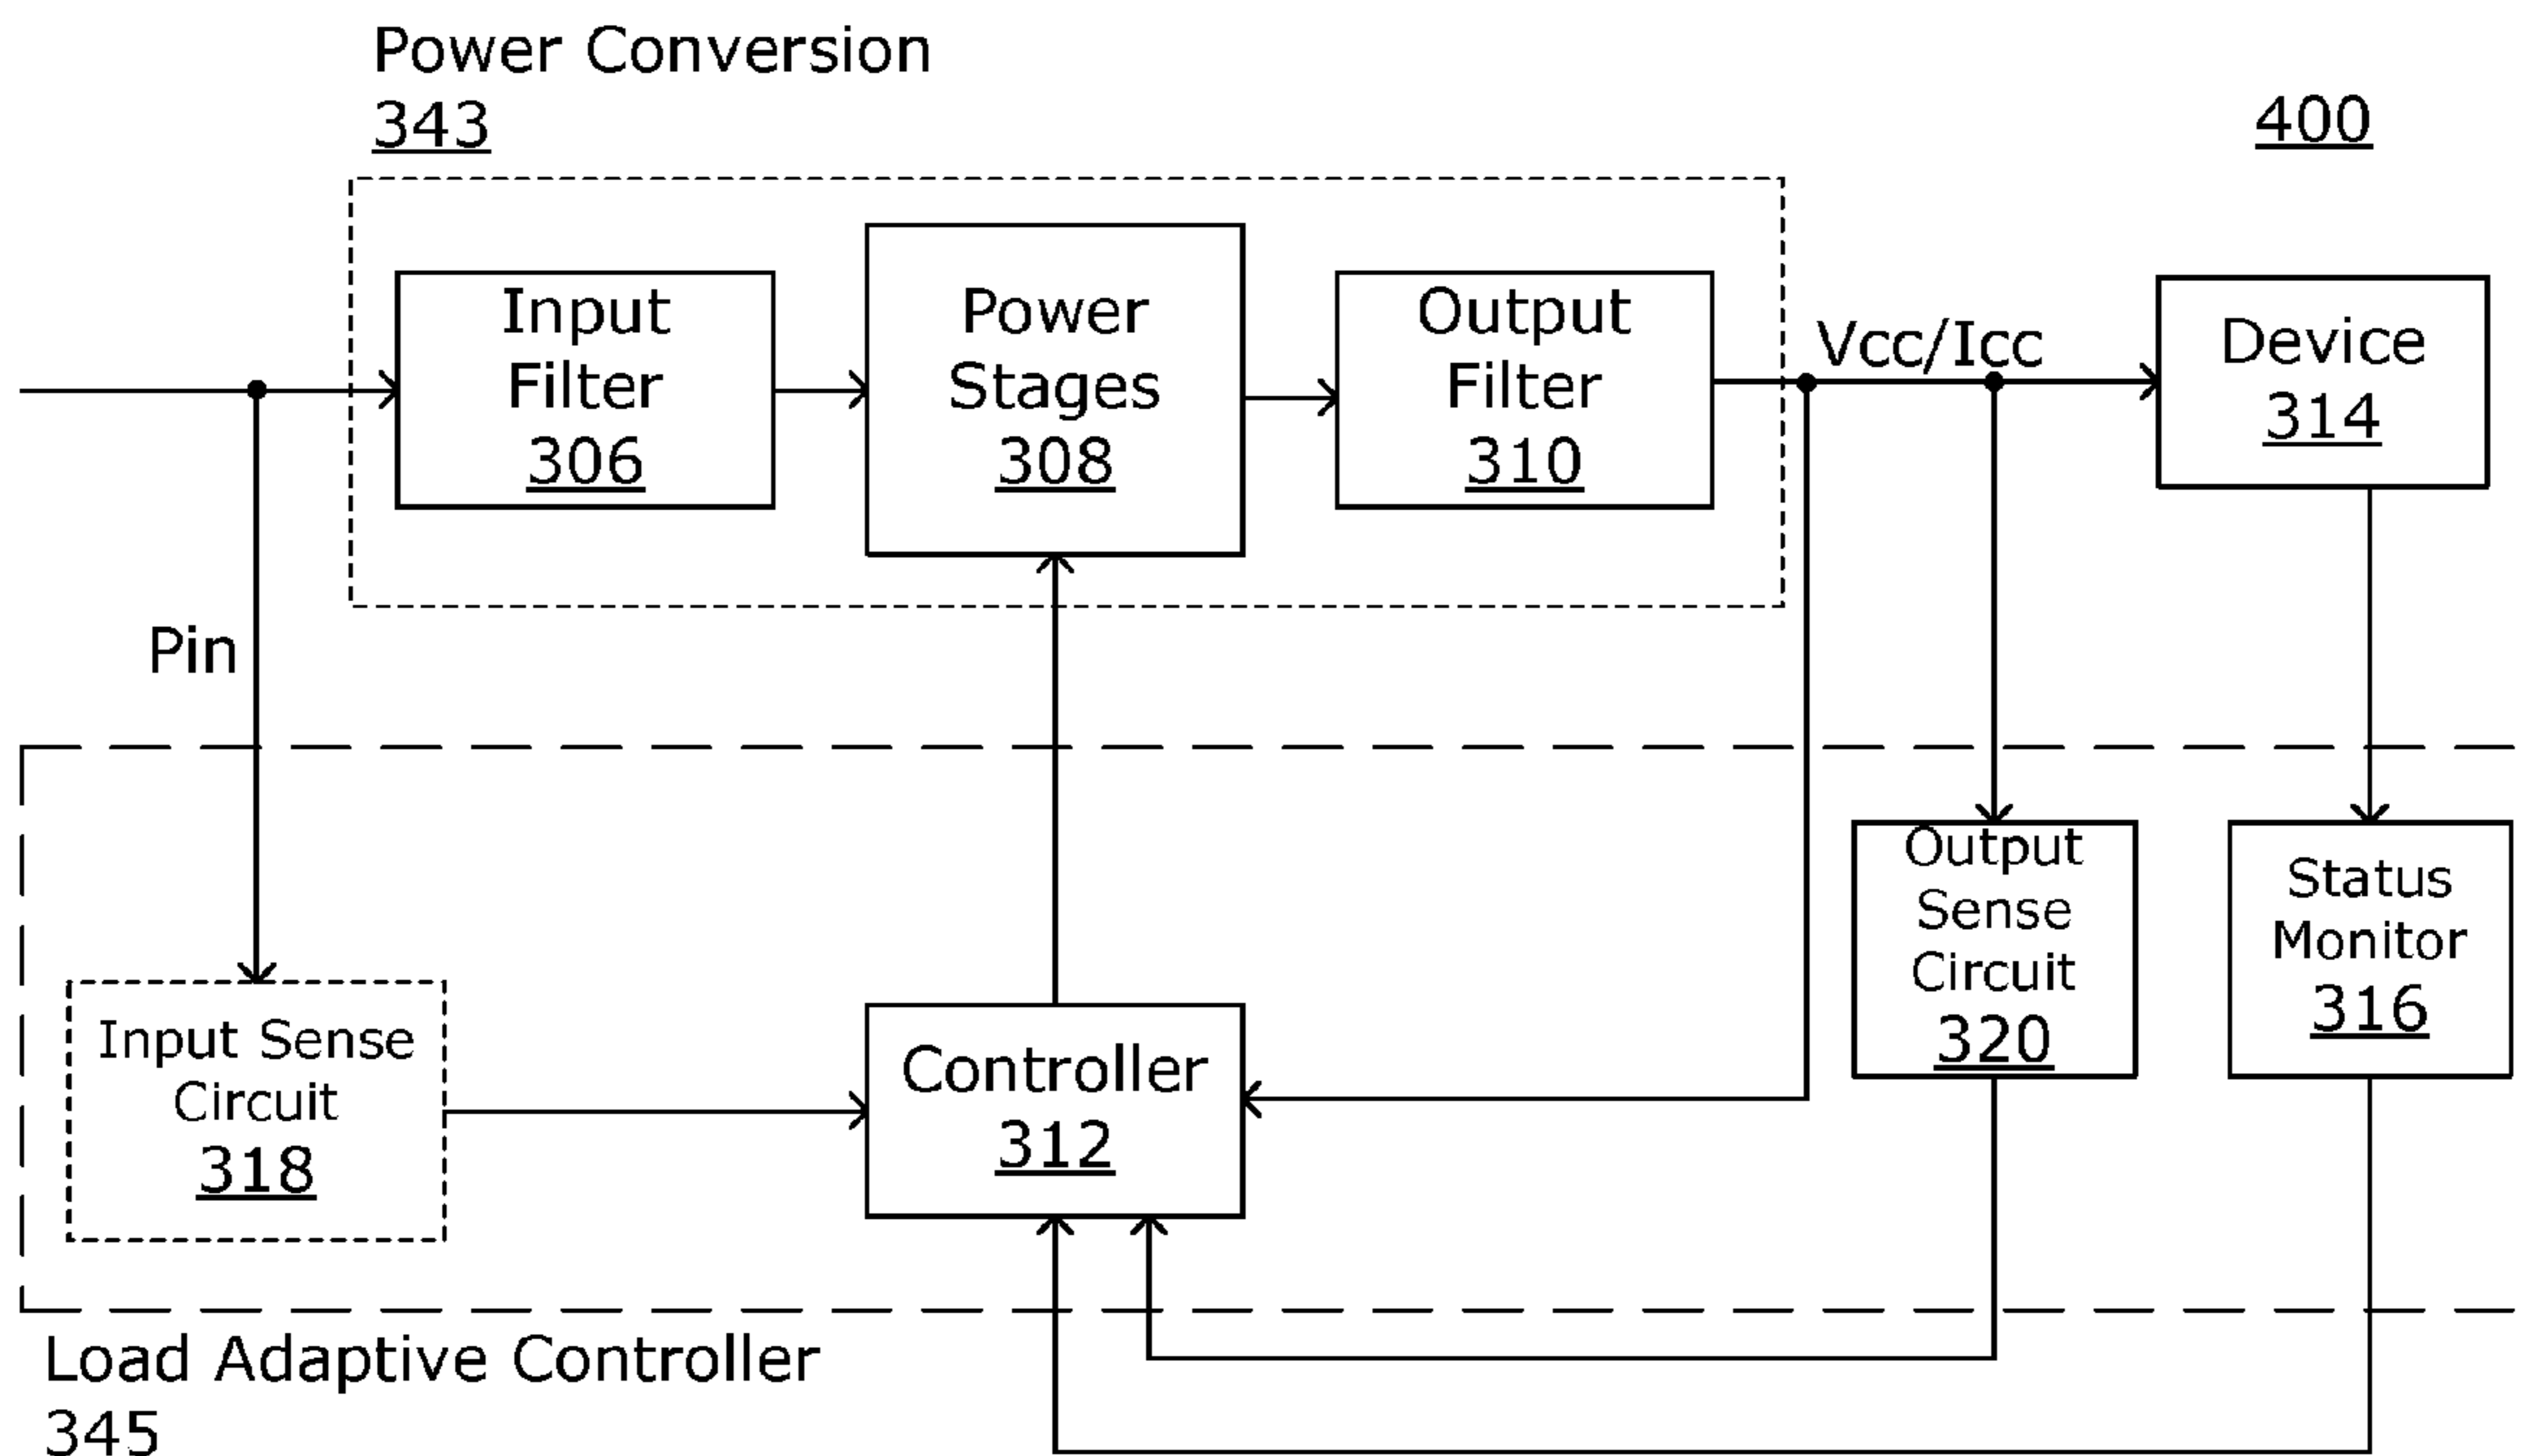 Power Conversion
343
400
Input
Filter
306
Power
Stages
308
Output
Filter
310
Vcc/Icc
Device
314
Pin
Input Sense
Circuit
318
Controller
312
Output
Sense
Circuit
320
Status
Monitor
316
Load Adaptive Controller
345